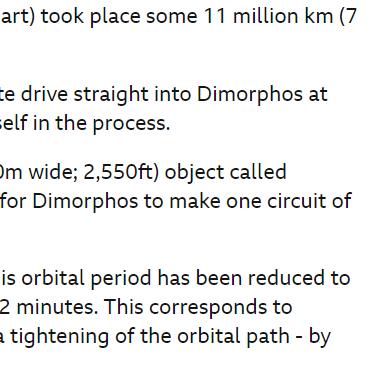 art) took place some 11 million km (7
te drive straight into Dimorphos at
self in the process.
0m wide; 2,550ft) object called
for Dimorphos to make one circuit of
is orbital period has been reduced to
2 minutes. This corresponds to
a tightening of the orbital path - by